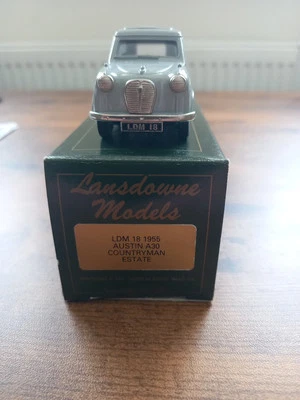 LDM 18
Lansdowne
Models
LDM 18 1955
AUSTIN A30
COUNTRYMAN
ESTATE